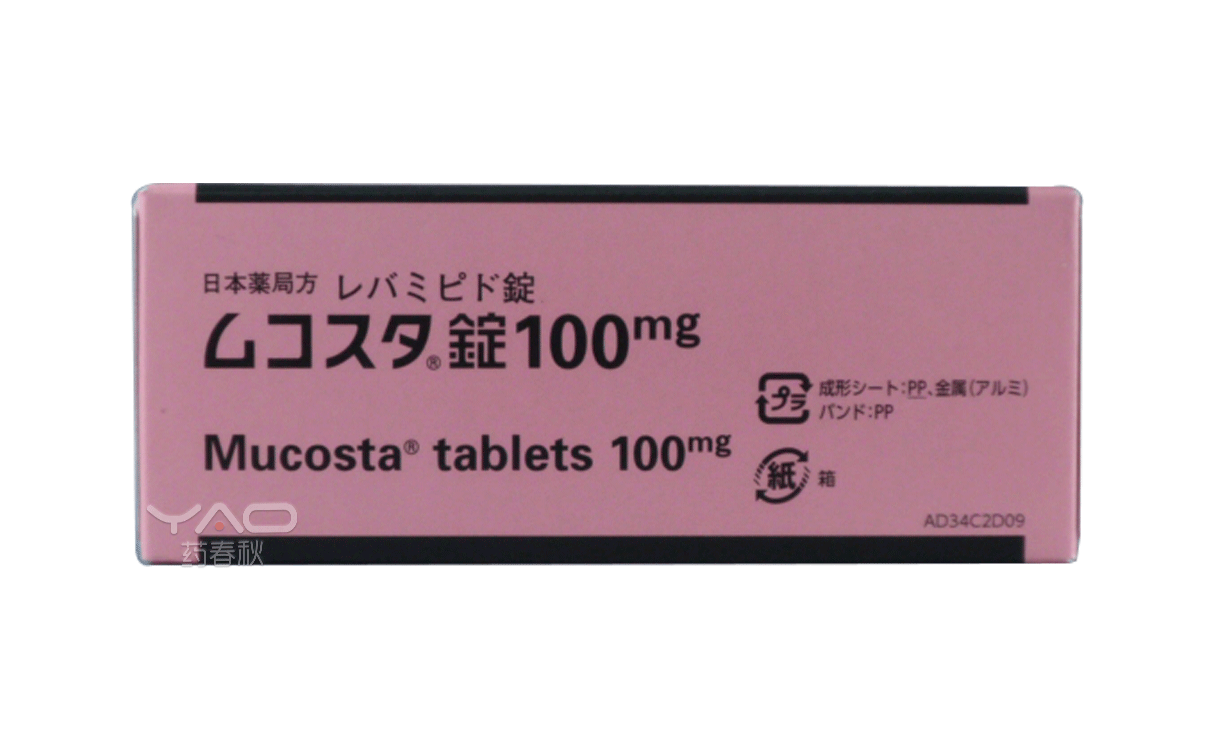 日本薬局方 レバミピド錠
ムコスタ®錠100mg
Mucosta® tablets 100mg
プラ 成形シート:PP、金属(アルミ)
バンド:PP
紙 箱
AD34C2D09
YAO
药春秋